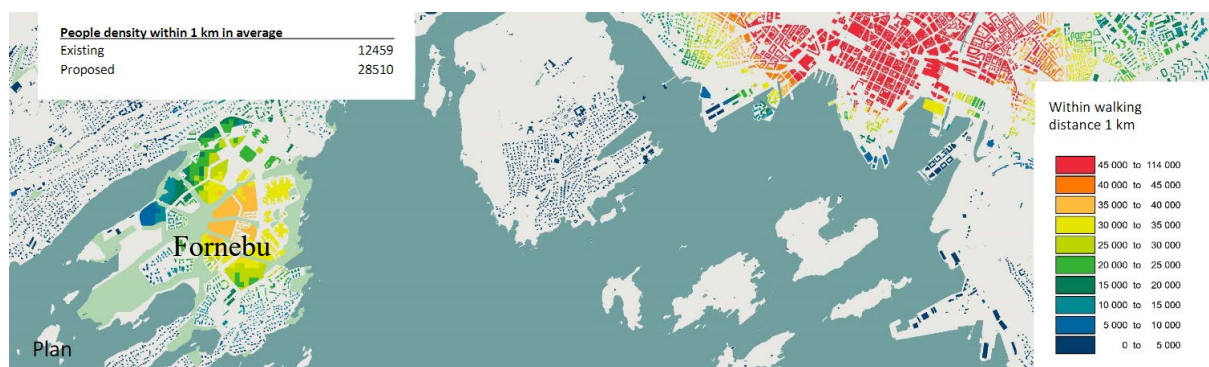 People density within 1 km in average
Existing 12459
Proposed 28510
Fornebu
Plan
Within walking
distance 1 km
45 000 to 114 000
40 000 to 45 000
35 000 to 40 000
30 000 to 35 000
25 000 to 30 000
20 000 to 25 000
15 000 to 20 000
10 000 to 15 000
5 000 to 10 000
0 to 5 000